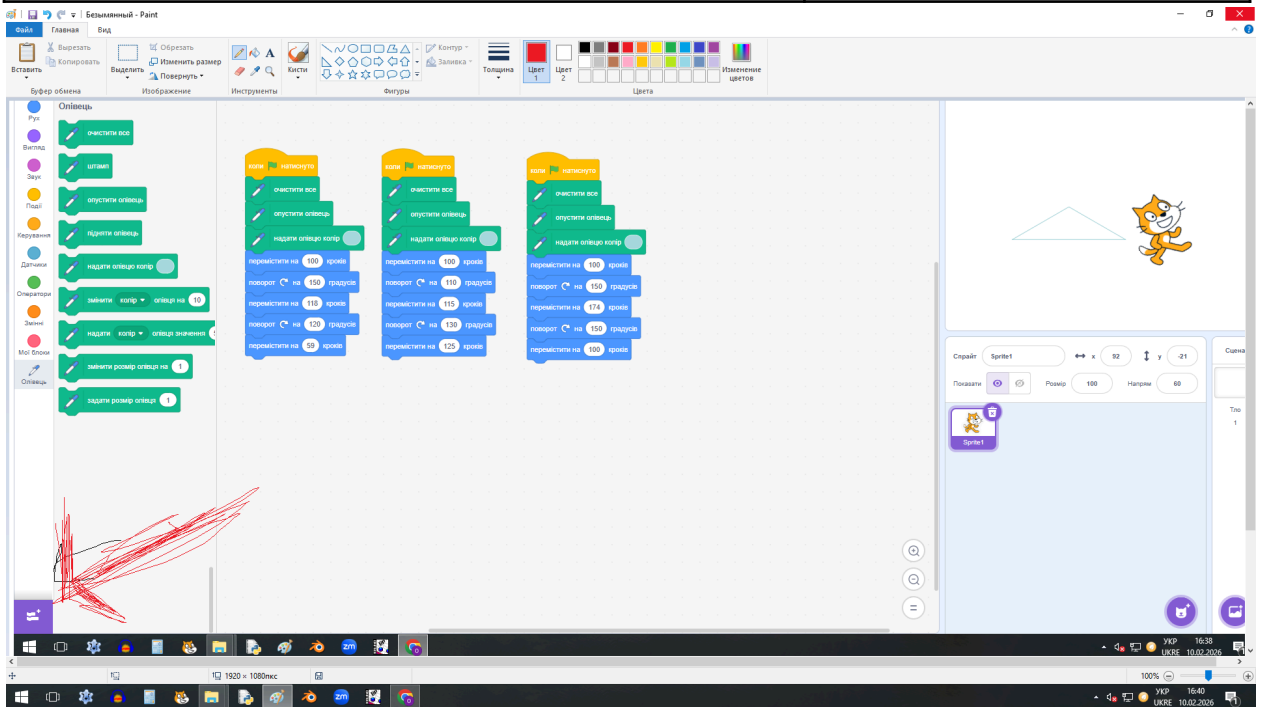 Безымянный - Paint
Файл Главная Вид
Вставить
Вырезать
Копировать
Буфер обмена
Выделить
Обрезать
Изменить размер
Повернуть
Изображение
A
Инструменты
Кисти
Контур
Заливка
Фигуры
Толщина
Цвет 1
Цвет 2
Изменение цветов
Цвета
Рух
Вигляд
Звук
Події
Керування
Датчики
Оператори
Змінні
Мої блоки
Олівець
Олівець
очистити все
штамп
опустити олівець
підняти олівець
надати олівцю колір
змінити колір олівця на 10
надати колір олівця значення
змінити розмір олівця на 1
задати розмір олівця 1
коли натиснуто
очистити все
опустити олівець
надати олівцю колір
перемістити на 100 кроків
поворот на 150 градусів
перемістити на 118 кроків
поворот на 120 градусів
перемістити на 59 кроків
коли натиснуто
очистити все
опустити олівець
надати олівцю колір
перемістити на 100 кроків
поворот на 110 градусів
перемістити на 115 кроків
поворот на 130 градусів
перемістити на 125 кроків
коли натиснуто
очистити все
опустити олівець
надати олівцю колір
перемістити на 100 кроків
поворот на 150 градусів
перемістити на 174 кроків
поворот на 150 градусів
перемістити на 100 кроків
Спрайт Sprite1 x 92 y -21
Показати Розмір 100 Напрям 60
Sprite1
Сцена
Тло
1
zm
УКР 16:38
UKRE 10.02.2026
1920 × 1080пкс
100%
zm
УКР 16:40
UKRE 10.02.2026